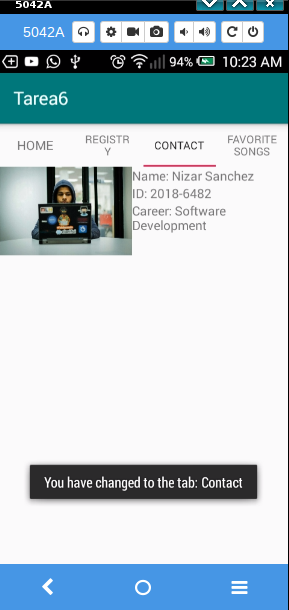 5042A
5042A
94%
10:23 AM
Tarea6
HOME
REGISTR
Y
CONTACT
FAVORITE
SONGS
Name: Nizar Sanchez
ID: 2018-6482
Career: Software
Development
You have changed to the tab: Contact